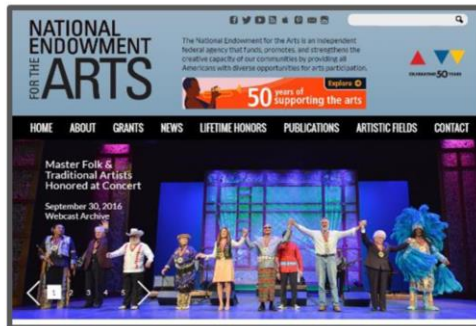 NATIONAL
ENDOWMENT
FOR THE
ARTS
The National Endowment for the Arts is an independent
federal agency that funds, promotes, and strengthens the
creative capacity of our communities by providing all
Americans with diverse opportunities for arts participation.
CELEBRATING 50 YEARS
Explore
50 years of
supporting the arts
HOME ABOUT GRANTS NEWS LIFETIME HONORS PUBLICATIONS ARTISTIC FIELDS CONTACT
Master Folk &
Traditional Artists
Honored at Concert
September 30, 2016
Webcast Archive